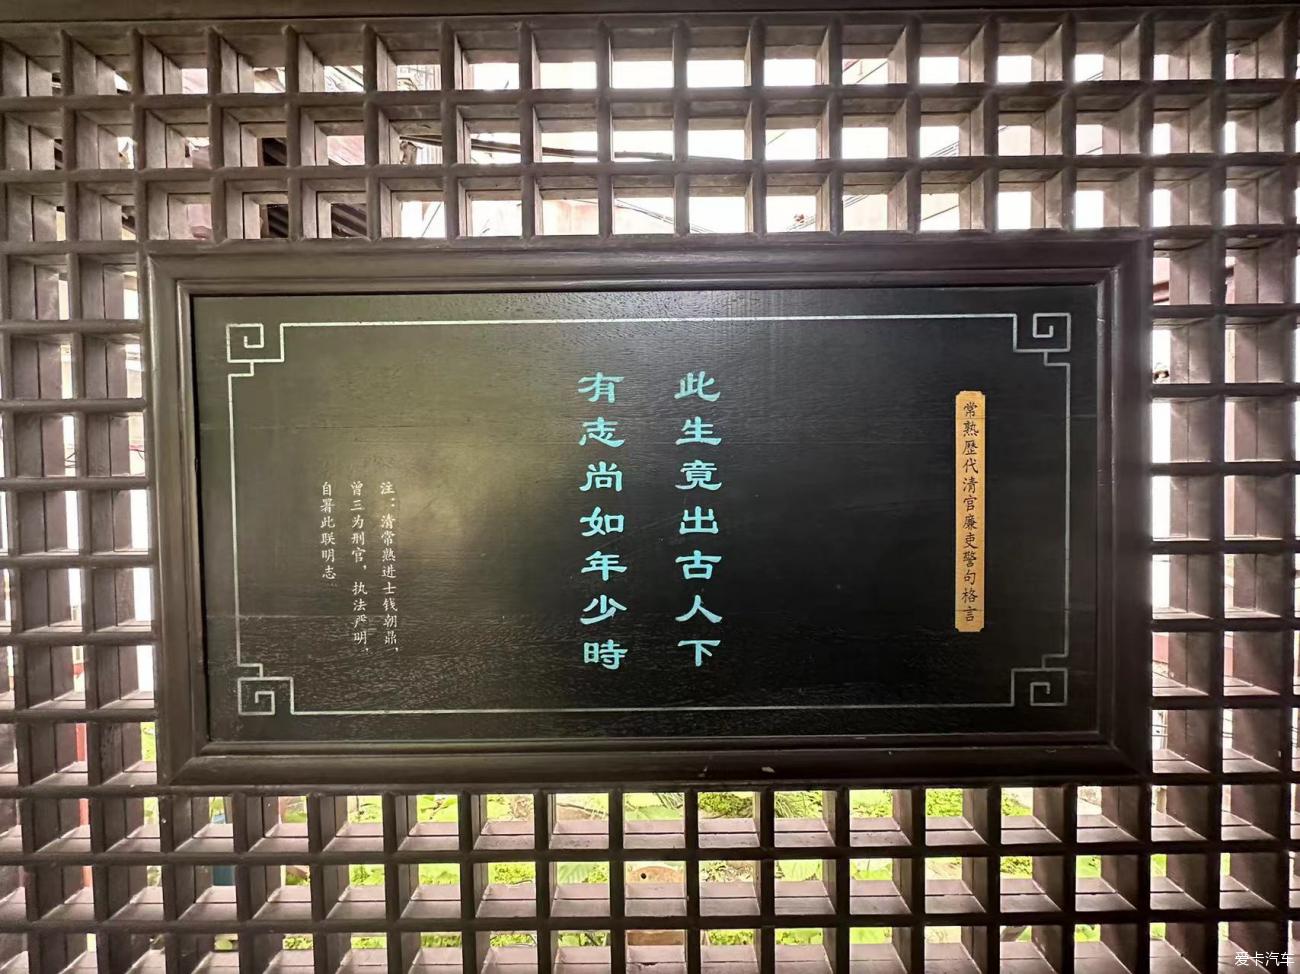 常熟歷代清官廉吏警句格言
此生竟出古人下
有志尚如年少時
注：清常熟进士钱朝鼎，
曾三为刑官，执法严明，
自署此联明志
爱卡汽车